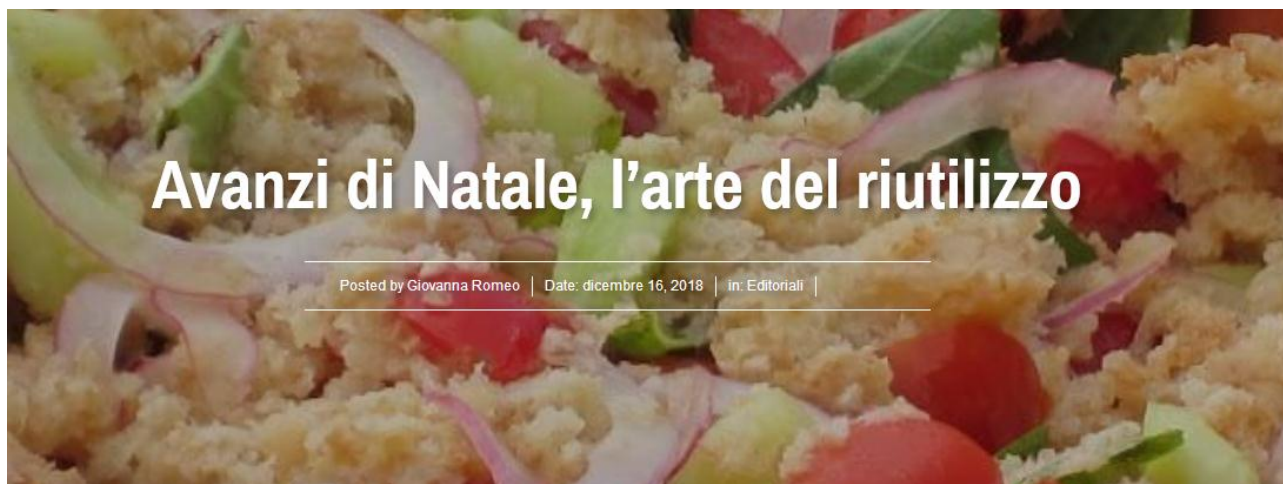 Avanzi di Natale, l’arte del riutilizzo
Posted by Giovanna Romeo | Date: dicembre 16, 2018 | in: Editoriali |